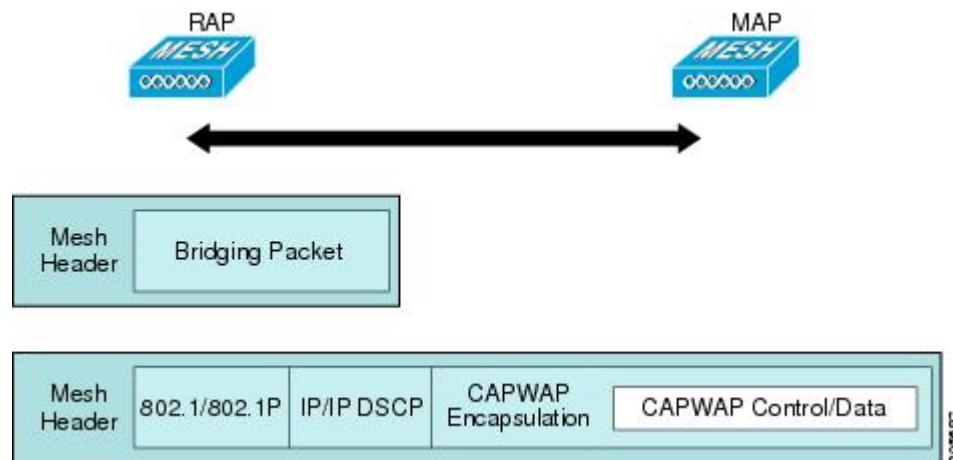 RAP
MAP
MESH
MESH
Mesh Header
Bridging Packet
Mesh Header
802.1/802.1P
IP/IP DSCP
CAPWAP Encapsulation
CAPWAP Control/Data